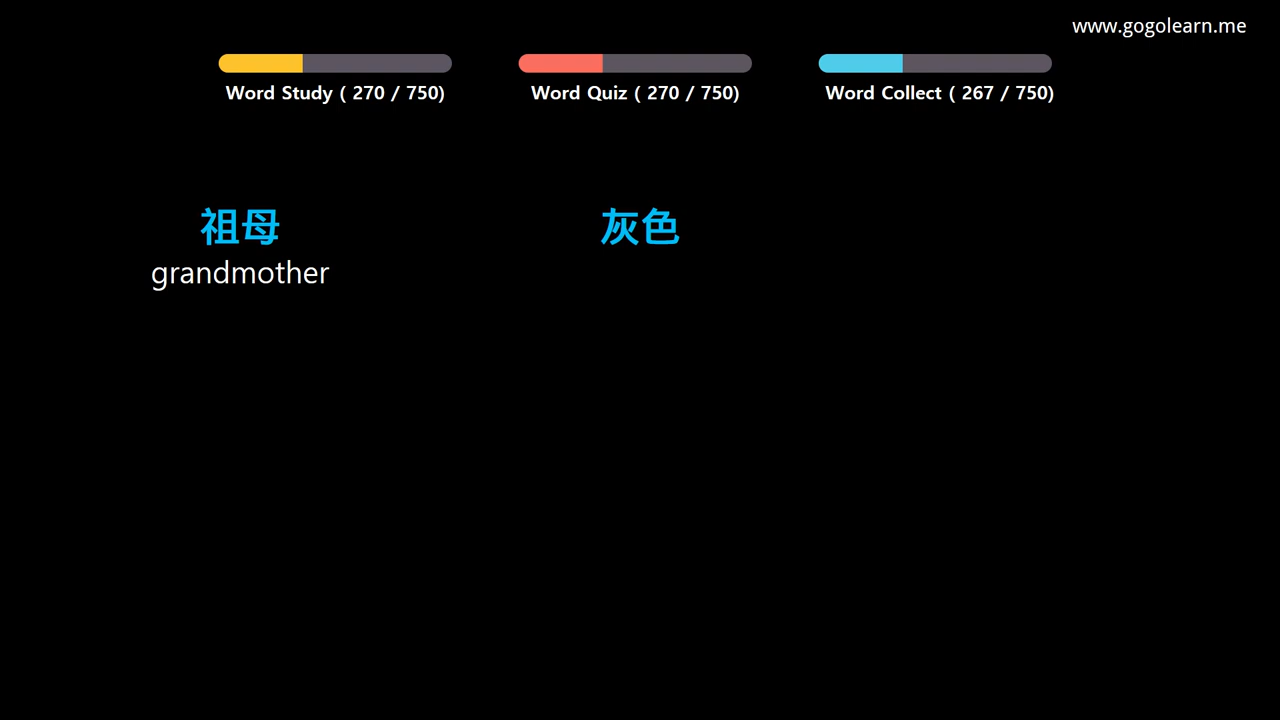 www.gogolearn.me
Word Study ( 270 / 750)
Word Quiz ( 270 / 750)
Word Collect ( 267 / 750)
祖母
grandmother
灰色